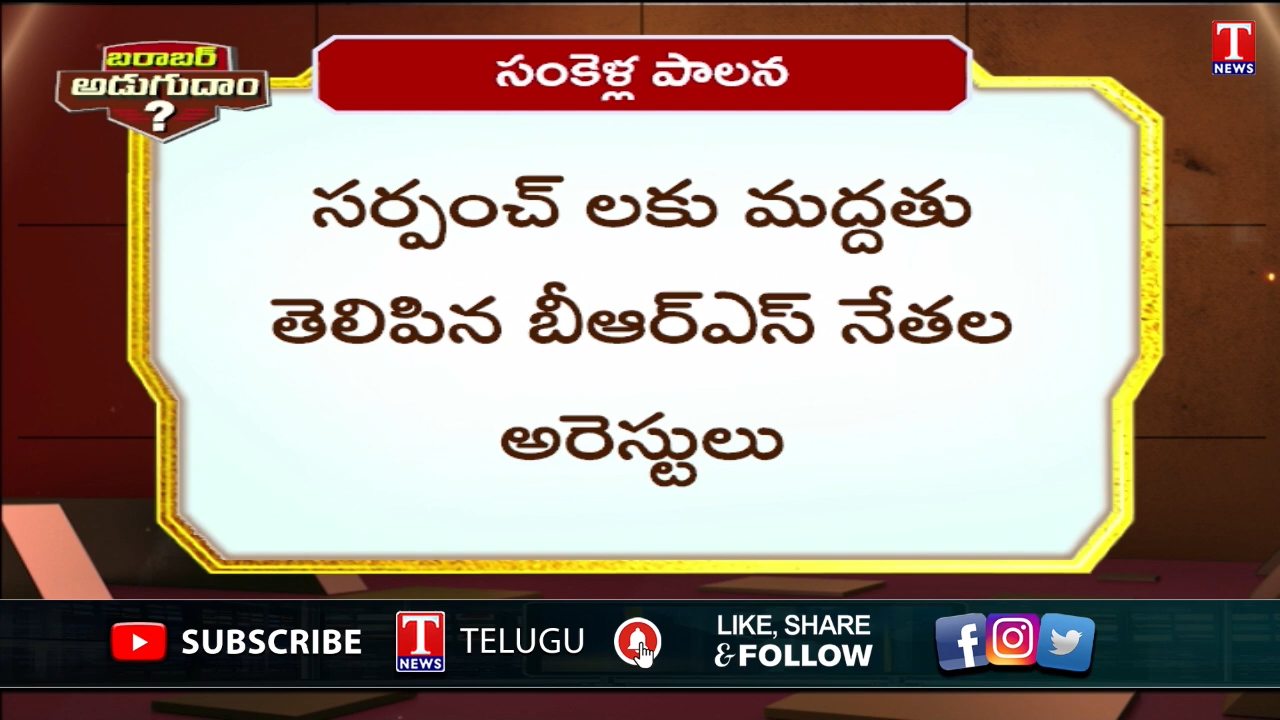 బరాబర్
అడుగుదాం
?
సంకెళ్ల పాలన
T
NEWS
సర్పంచ్ లకు మద్దతు
తెలిపిన బీఆర్ఎస్ నేతల
అరెస్టులు
SUBSCRIBE
T
NEWS
TELUGU
LIKE, SHARE
& FOLLOW